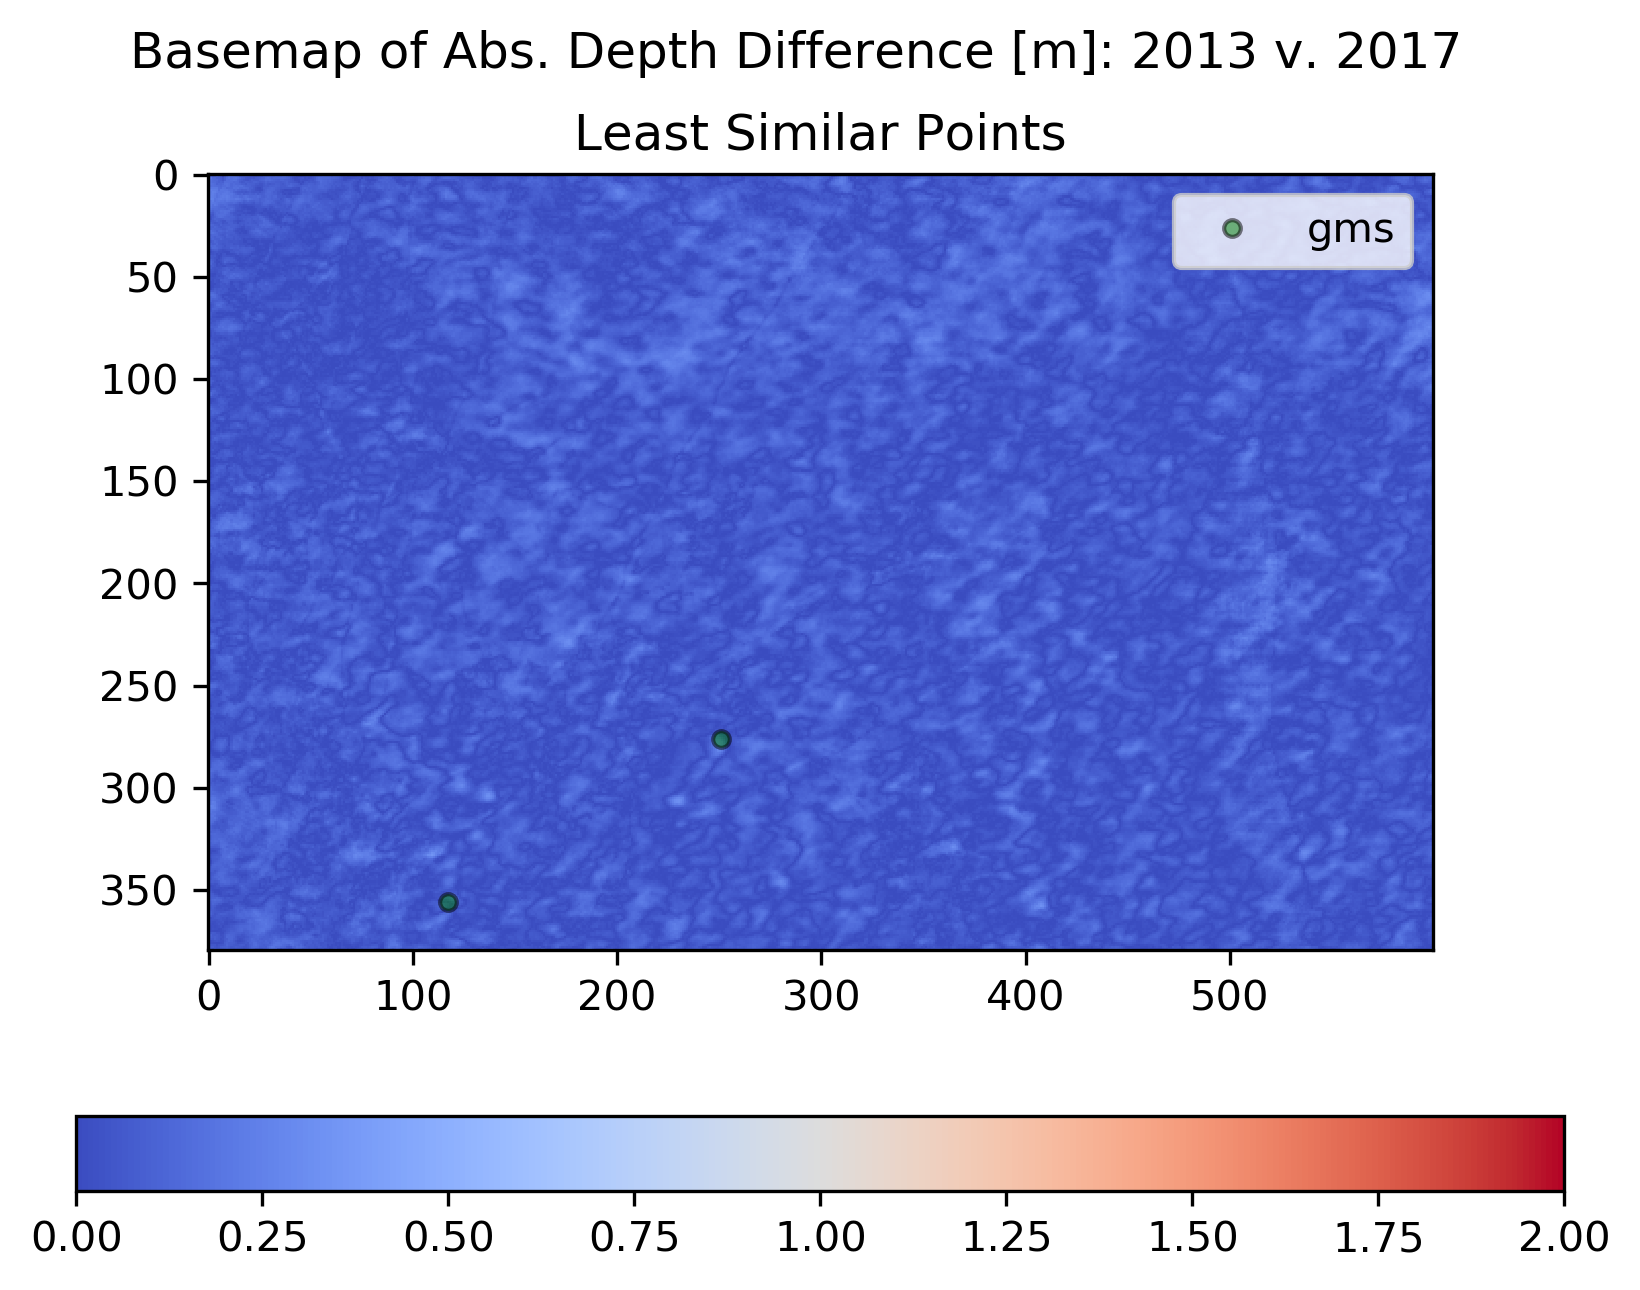 Basemap of Abs. Depth Difference [m]: 2013 v. 2017
Least Similar Points
gms
0
50
100
150
200
250
300
350
0 100 200 300 400 500
0.00 0.25 0.50 0.75 1.00 1.25 1.50 1.75 2.00